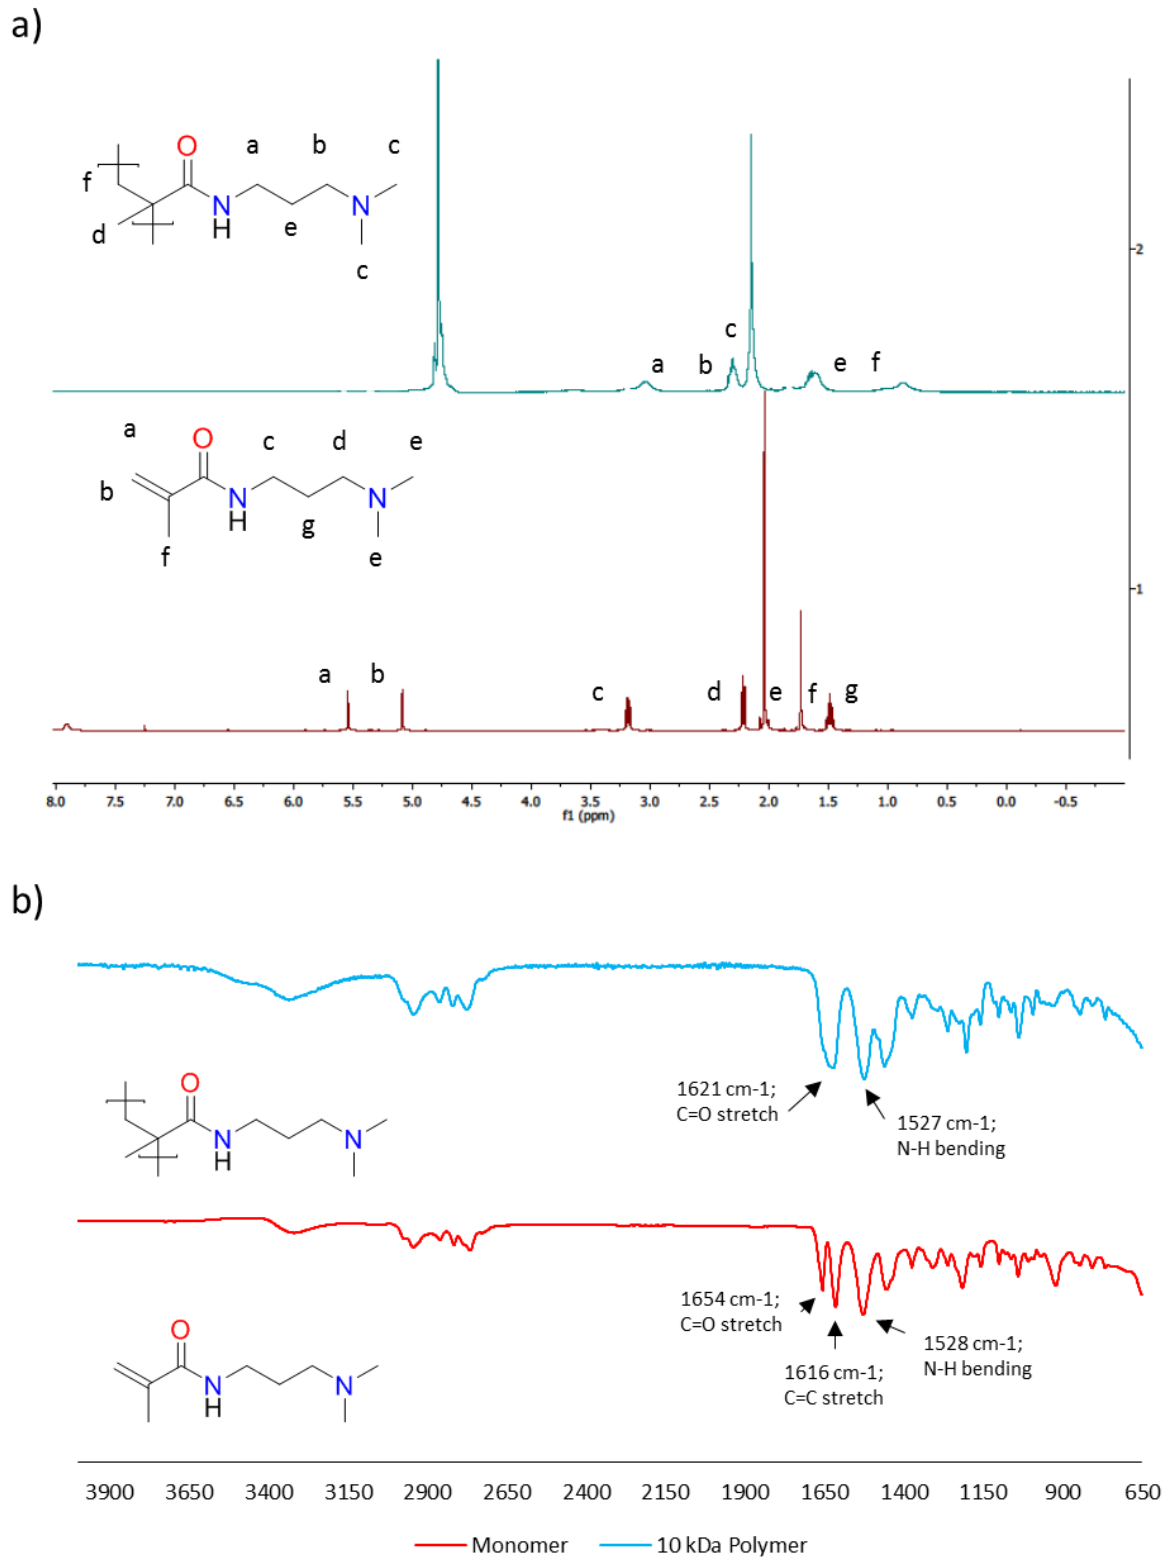 a)
O
a
b
c
f
N
H
N
d
e
c
2
c
a
b
e
f
a
O
c
d
e
b
N
H
N
g
f
e
1
a
b
c
d
e
f
g
8.0 7.5 7.0 6.5 6.0 5.5 5.0 4.5 4.0 3.5 3.0 2.5 2.0 1.5 1.0 0.5 0.0 -0.5
f1 (ppm)
b)
O
N
H
N
1621 cm-1;
C=O stretch
1527 cm-1;
N-H bending
O
N
H
N
1654 cm-1;
C=O stretch
1616 cm-1;
C=C stretch
1528 cm-1;
N-H bending
3900 3650 3400 3150 2900 2650 2400 2150 1900 1650 1400 1150 900 650
Monomer 10 kDa Polymer